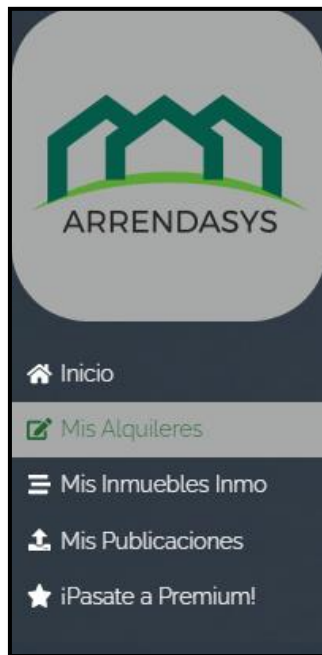 ARRENDASYS
Inicio
Mis Alquileres
Mis Inmuebles Inmo
Mis Publicaciones
¡Pasate a Premium!